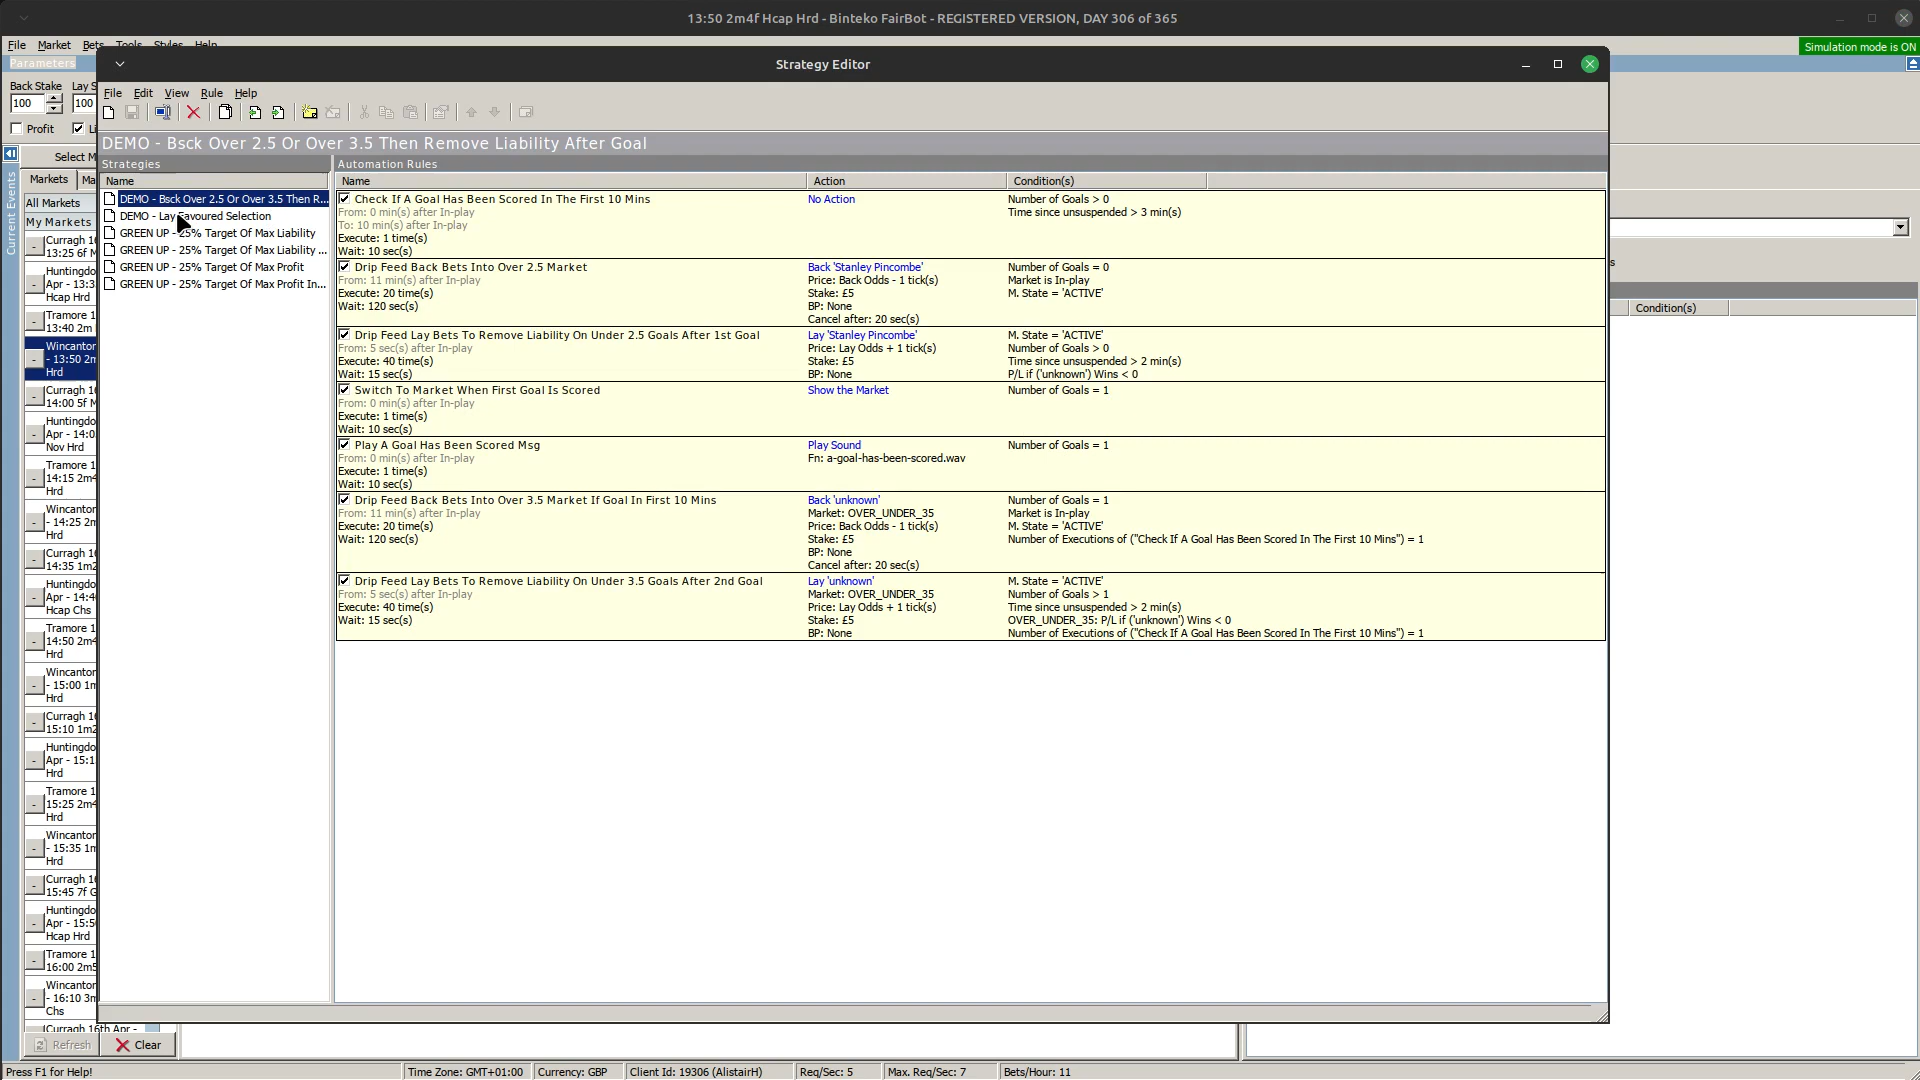 13:50 2m4f Hcap Hrd - Binteko FairBot - REGISTERED VERSION, DAY 306 of 365
File Market Bets Tools Styles Help
Simulation mode is ON
Parameters
Back Stake Lay S
100 100
Profit Li
Select M
Markets Ma
All Markets
My Markets
Current Events
Curragh 16
13:25 6f M
Huntingdo
Apr - 13:3
Hcap Hrd
Tramore 1
13:40 2m
Wincanton
- 13:50 2m
Hrd
Curragh 16
14:00 5f M
Huntingdo
Apr - 14:0
Nov Hrd
Tramore 1
14:15 2m4
Hrd
Wincanton
- 14:25 2m
Hrd
Curragh 16
14:35 1m2
Huntingdo
Apr - 14:4
Hcap Chs
Tramore 1
14:50 2m4
Hrd
Wincanton
- 15:00 1m
Hrd
Curragh 16
15:10 1m2
Huntingdo
Apr - 15:1
Hrd
Tramore 1
15:25 2m4
Hrd
Wincanton
- 15:35 1m
Hrd
Curragh 16
15:45 7f G
Huntingdo
Apr - 15:5
Hcap Hrd
Tramore 1
16:00 2m5
Wincanton
- 16:10 3m
Chs
Curragh 16th Apr -
Refresh Clear
Strategy Editor
File Edit View Rule Help
DEMO - Bsck Over 2.5 Or Over 3.5 Then Remove Liability After Goal
Strategies
Name
DEMO - Bsck Over 2.5 Or Over 3.5 Then R...
DEMO - Lay Favoured Selection
GREEN UP - 25% Target Of Max Liability
GREEN UP - 25% Target Of Max Liability ...
GREEN UP - 25% Target Of Max Profit
GREEN UP - 25% Target Of Max Profit In...
Automation Rules
Name Action Condition(s)
Check If A Goal Has Been Scored In The First 10 Mins No Action Number of Goals > 0
From: 0 min(s) after In-play Time since unsuspended > 3 min(s)
To: 10 min(s) after In-play
Execute: 1 time(s)
Wait: 10 sec(s)
Drip Feed Back Bets Into Over 2.5 Market Back 'Stanley Pincombe' Number of Goals = 0
From: 11 min(s) after In-play Price: Back Odds - 1 tick(s) Market is In-play
Execute: 20 time(s) Stake: £5 M. State = 'ACTIVE'
Wait: 120 sec(s) BP: None
Cancel after: 20 sec(s)
Drip Feed Lay Bets To Remove Liability On Under 2.5 Goals After 1st Goal Lay 'Stanley Pincombe' M. State = 'ACTIVE'
From: 5 sec(s) after In-play Price: Lay Odds + 1 tick(s) Number of Goals > 0
Execute: 40 time(s) Stake: £5 Time since unsuspended > 2 min(s)
Wait: 15 sec(s) BP: None P/L if ('unknown') Wins < 0
Switch To Market When First Goal Is Scored Show the Market Number of Goals = 1
From: 0 min(s) after In-play
Execute: 1 time(s)
Wait: 10 sec(s)
Play A Goal Has Been Scored Msg Play Sound Number of Goals = 1
From: 0 min(s) after In-play Fn: a-goal-has-been-scored.wav
Execute: 1 time(s)
Wait: 10 sec(s)
Drip Feed Back Bets Into Over 3.5 Market If Goal In First 10 Mins Back 'unknown' Number of Goals = 1
From: 11 min(s) after In-play Market: OVER_UNDER_35 Market is In-play
Execute: 20 time(s) Price: Back Odds - 1 tick(s) M. State = 'ACTIVE'
Wait: 120 sec(s) Stake: £5 Number of Executions of ("Check If A Goal Has Been Scored In The First 10 Mins") = 1
BP: None
Cancel after: 20 sec(s)
Drip Feed Lay Bets To Remove Liability On Under 3.5 Goals After 2nd Goal Lay 'unknown' M. State = 'ACTIVE'
From: 5 sec(s) after In-play Market: OVER_UNDER_35 Number of Goals > 1
Execute: 40 time(s) Price: Lay Odds + 1 tick(s) Time since unsuspended > 2 min(s)
Wait: 15 sec(s) Stake: £5 OVER_UNDER_35: P/L if ('unknown') Wins < 0
BP: None Number of Executions of ("Check If A Goal Has Been Scored In The First 10 Mins") = 1
s
Condition(s)
Press F1 for Help! Time Zone: GMT+01:00 Currency: GBP Client Id: 19306 (AlistairH) Req/Sec: 5 Max. Req/Sec: 7 Bets/Hour: 11